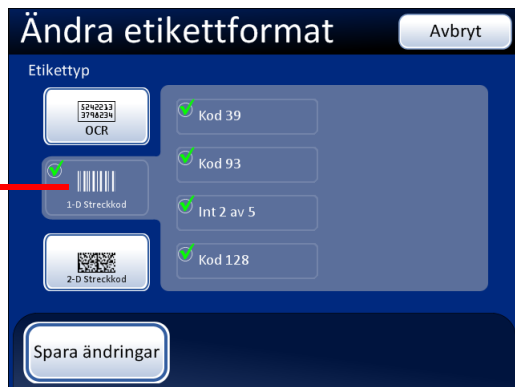 Ändra etikettformat
Avbryt
Etikettyp
5242213
3798234
OCR
1-D Streckkod
2-D Streckkod
Kod 39
Kod 93
Int 2 av 5
Kod 128
Spara ändringar